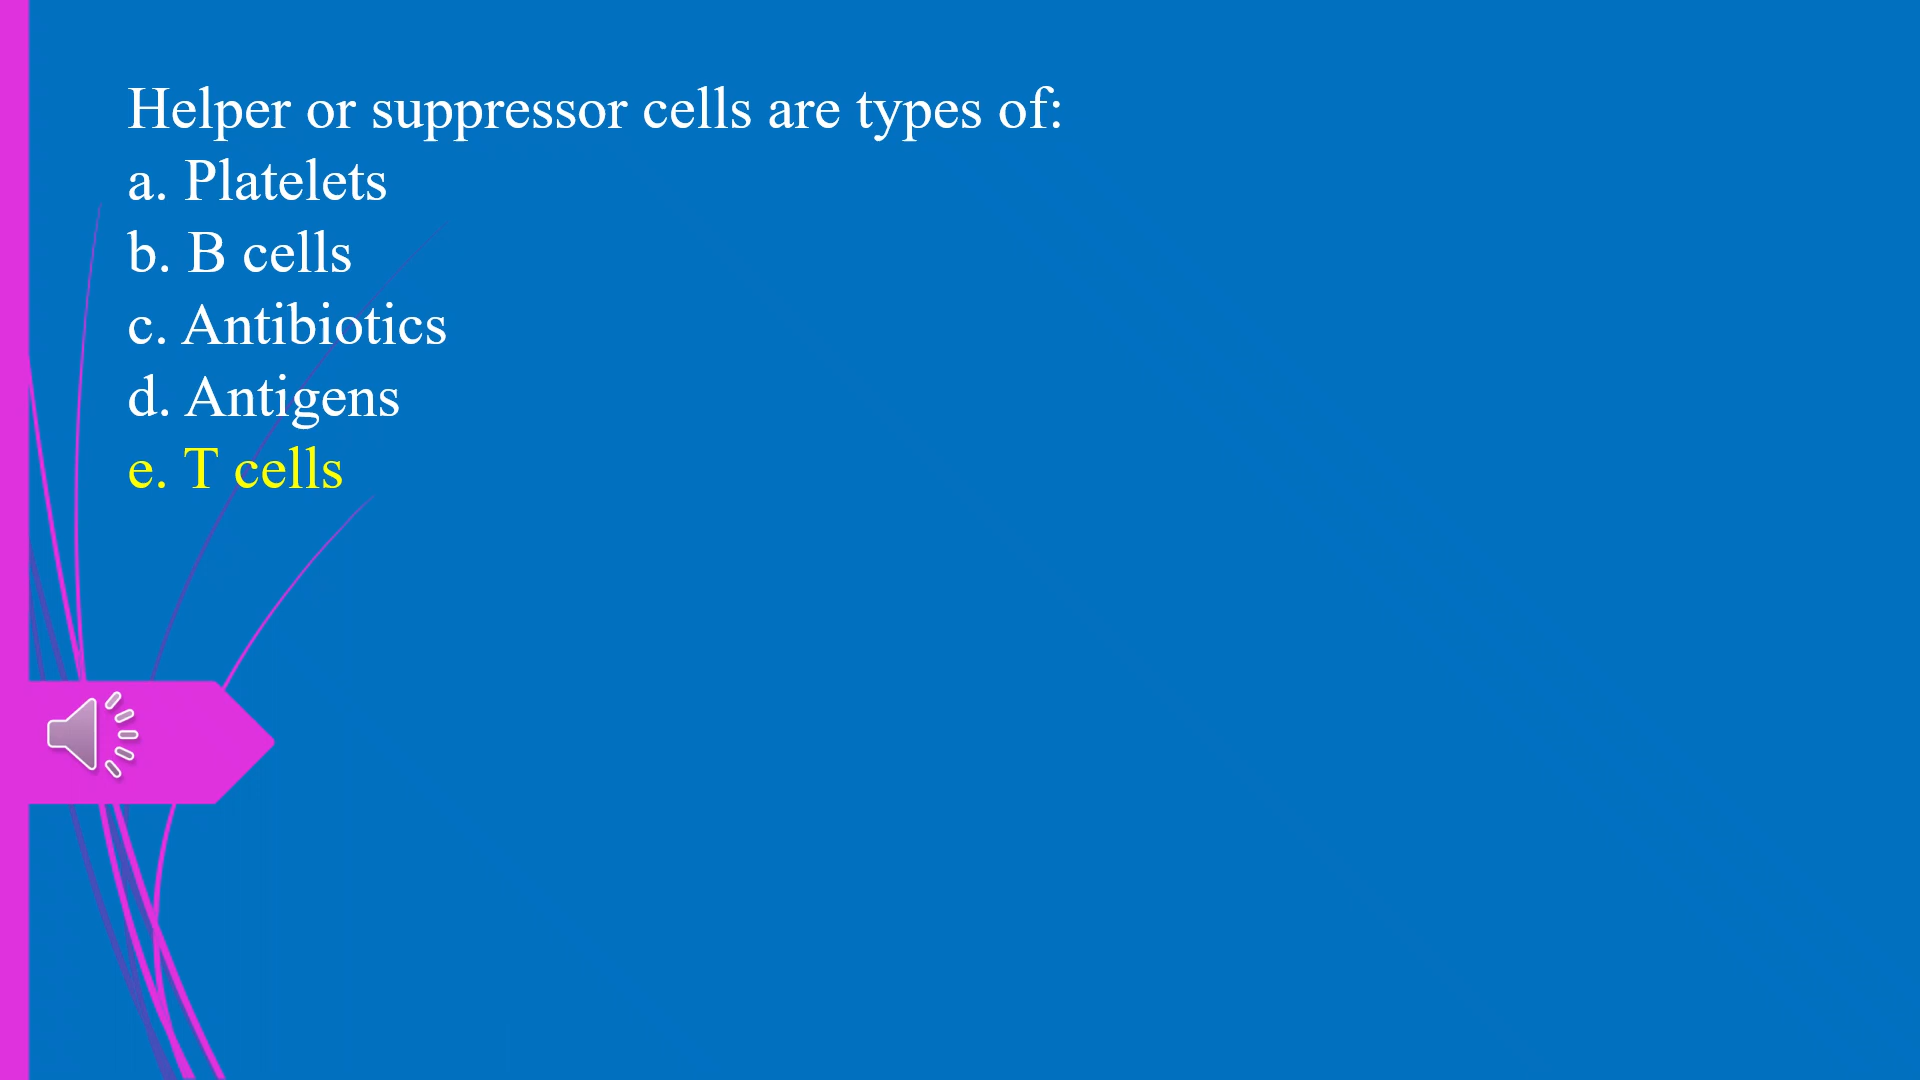 Helper or suppressor cells are types of:
a. Platelets
b. B cells
c. Antibiotics
d. Antigens
e. T cells